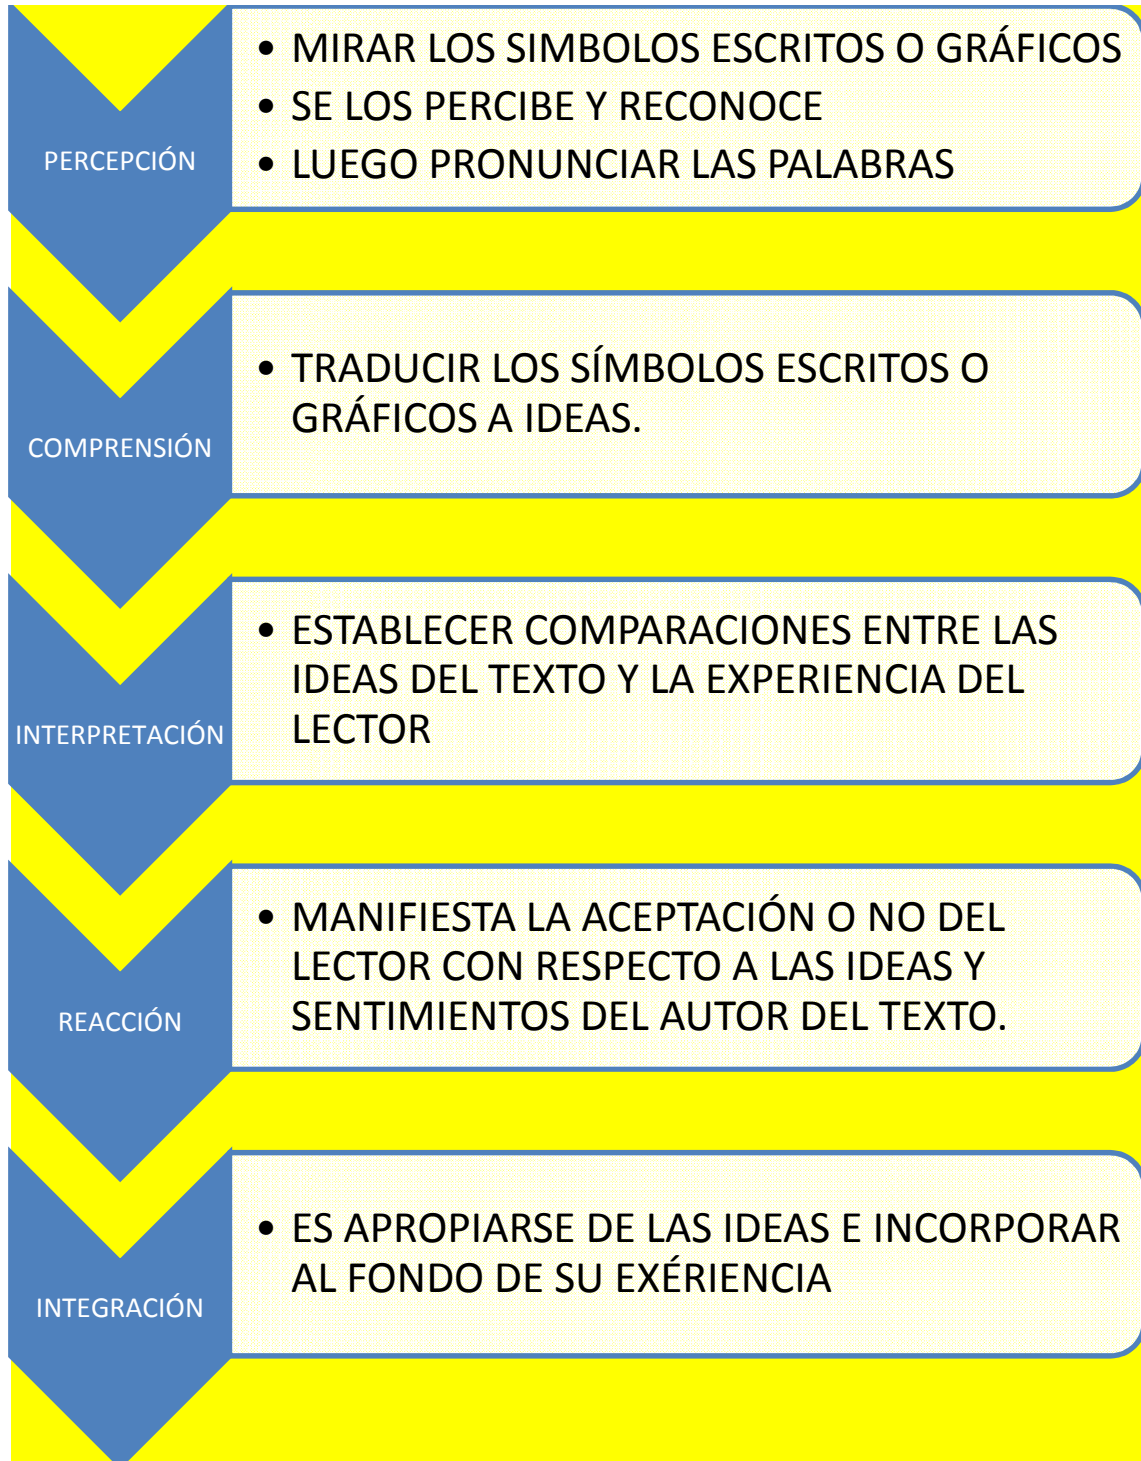 PERCEPCIÓN
• MIRAR LOS SIMBOLOS ESCRITOS O GRÁFICOS
• SE LOS PERCIBE Y RECONOCE
• LUEGO PRONUNCIAR LAS PALABRAS
COMPRENSIÓN
• TRADUCIR LOS SÍMBOLOS ESCRITOS O
GRÁFICOS A IDEAS.
INTERPRETACIÓN
• ESTABLECER COMPARACIONES ENTRE LAS
IDEAS DEL TEXTO Y LA EXPERIENCIA DEL
LECTOR
REACCIÓN
• MANIFIESTA LA ACEPTACIÓN O NO DEL
LECTOR CON RESPECTO A LAS IDEAS Y
SENTIMIENTOS DEL AUTOR DEL TEXTO.
INTEGRACIÓN
• ES APROPIARSE DE LAS IDEAS E INCORPORAR
AL FONDO DE SU EXÉRIENCIA